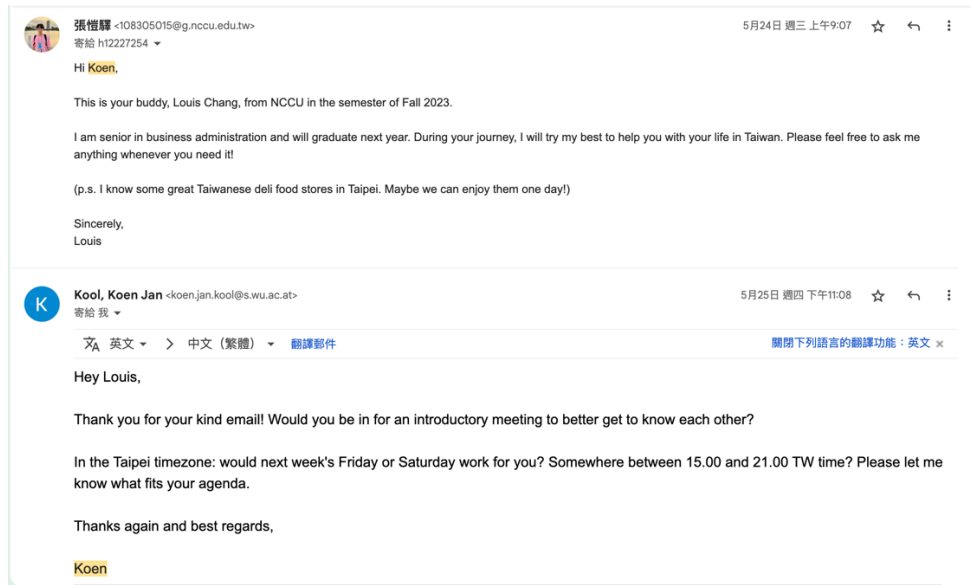 張愷驛 <108305015@g.nccu.edu.tw>
5月24日 週三 上午9:07
寄給 h12227254
Hi Koen,
This is your buddy, Louis Chang, from NCCU in the semester of Fall 2023.
I am senior in business administration and will graduate next year. During your journey, I will try my best to help you with your life in Taiwan. Please feel free to ask me
anything whenever you need it!
(p.s. I know some great Taiwanese deli food stores in Taipei. Maybe we can enjoy them one day!)
Sincerely,
Louis
K
Kool, Koen Jan <koen.jan.kool@s.wu.ac.at>
5月25日 週四 下午11:08
寄給 我
英文 > 中文（繁體） 翻譯郵件
關閉下列語言的翻譯功能：英文 ×
Hey Louis,
Thank you for your kind email! Would you be in for an introductory meeting to better get to know each other?
In the Taipei timezone: would next week's Friday or Saturday work for you? Somewhere between 15.00 and 21.00 TW time? Please let me
know what fits your agenda.
Thanks again and best regards,
Koen